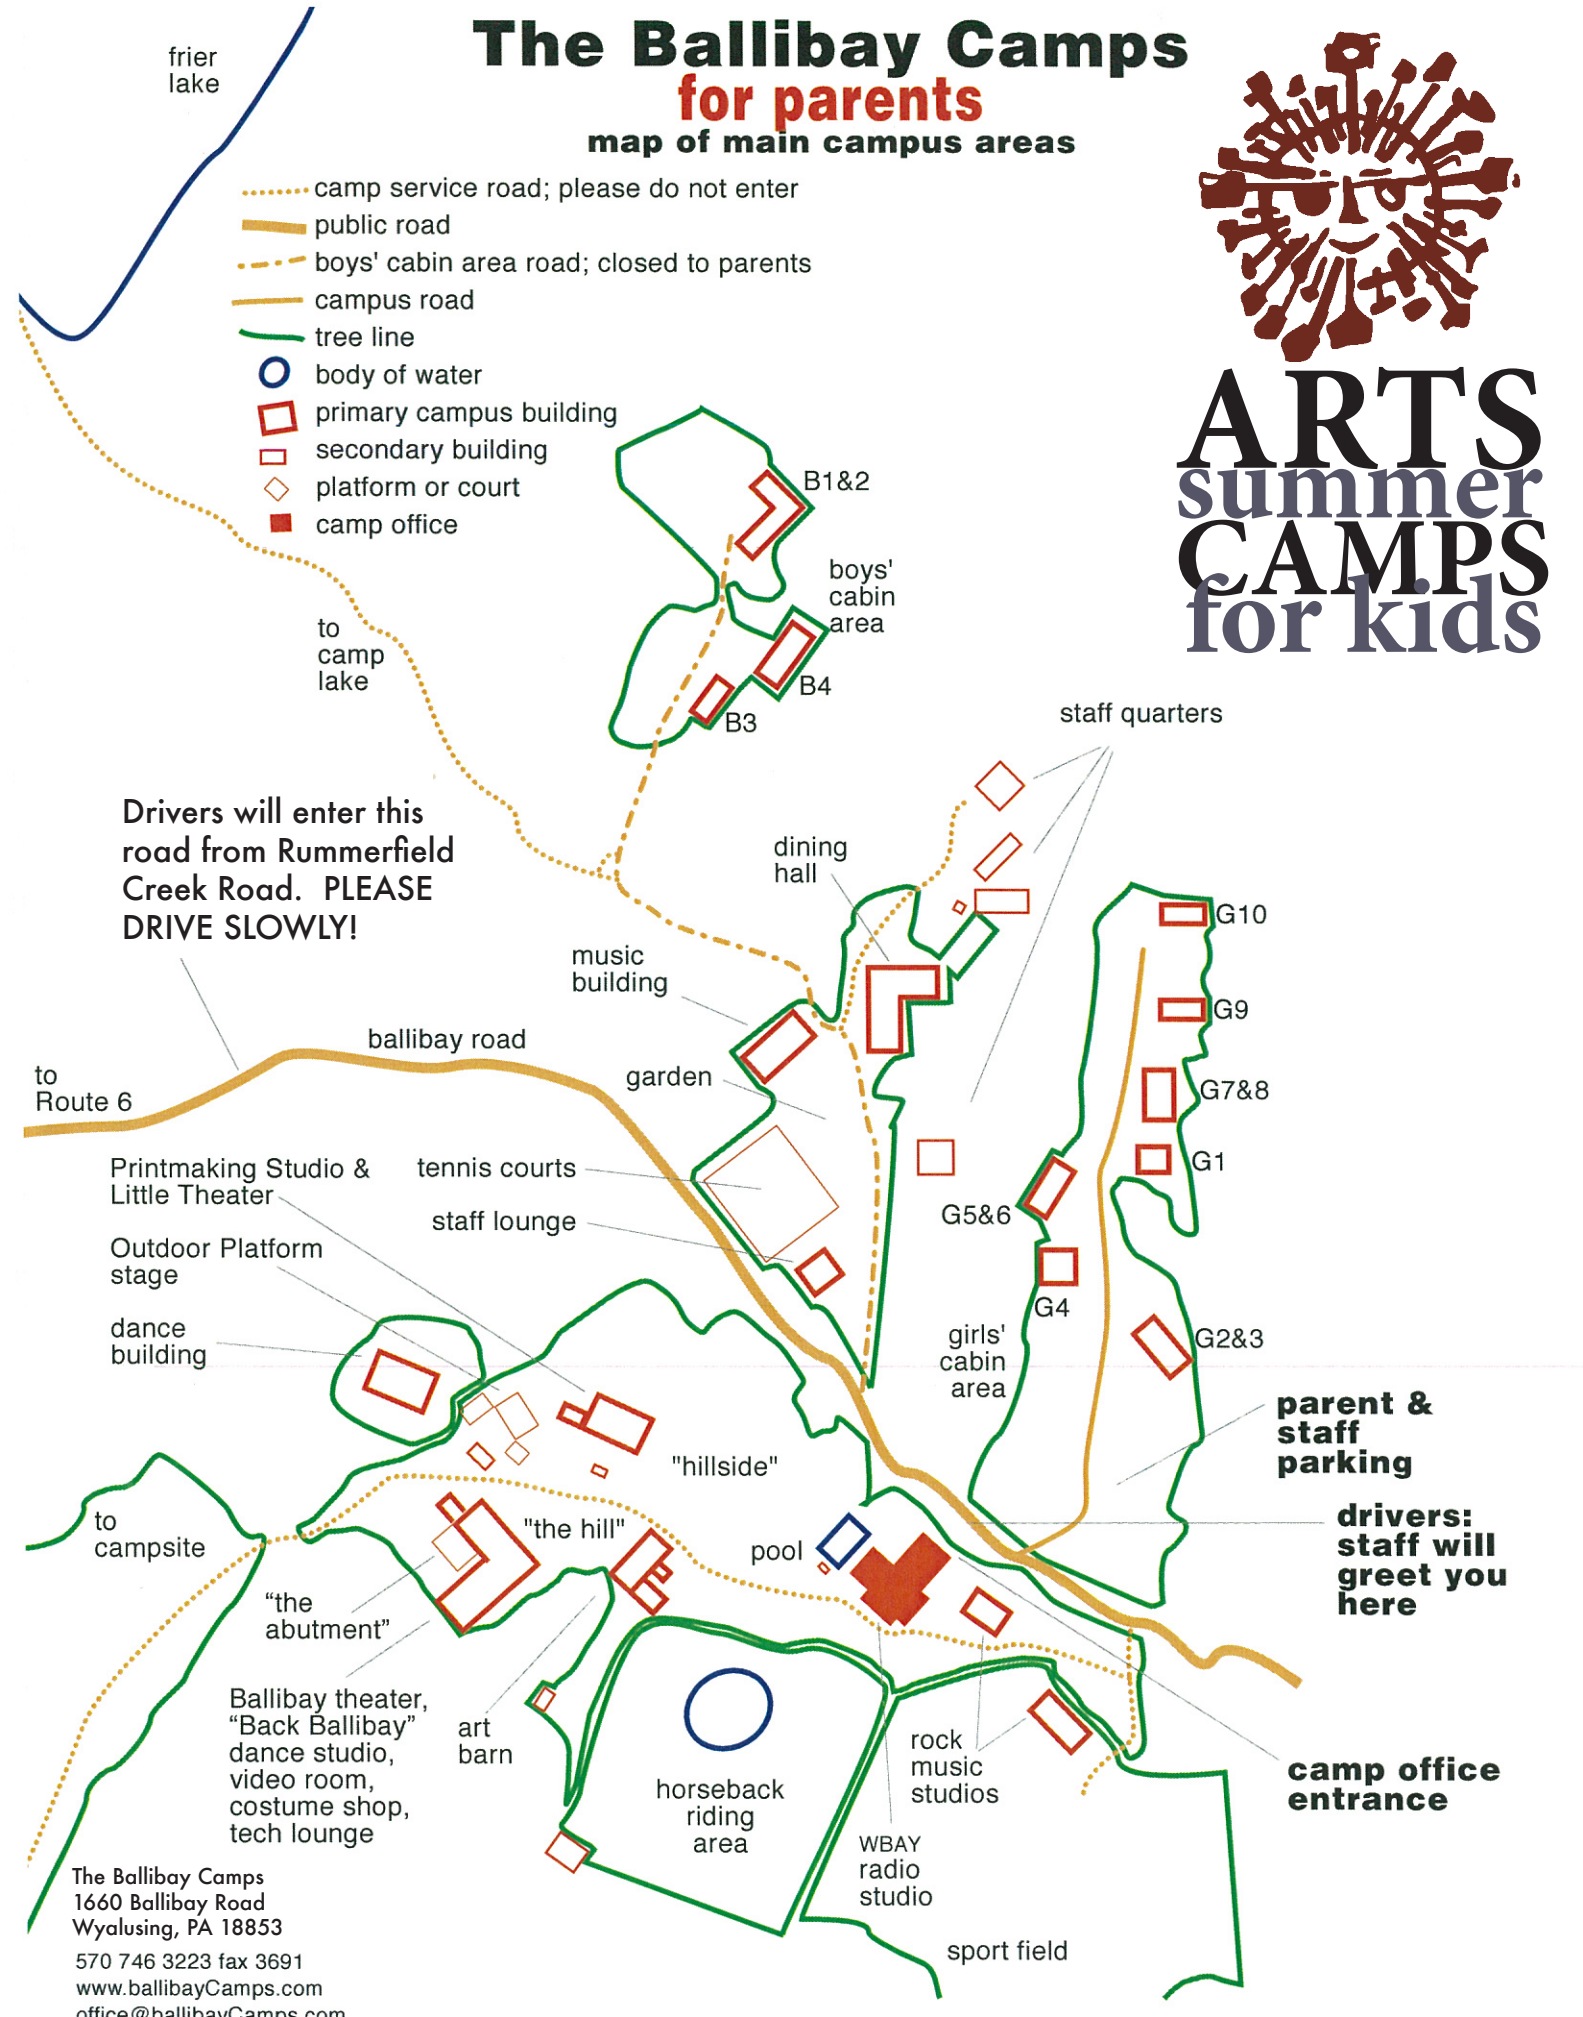 The Ballibay Camps
for parents
map of main campus areas
frier
lake
camp service road; please do not enter
public road
boys' cabin area road; closed to parents
campus road
tree line
body of water
primary campus building
secondary building
platform or court
camp office
ARTS
summer
CAMPS
for kids
B1&2
boys'
cabin
area
B4
B3
to
camp
lake
staff quarters
Drivers will enter this
road from Rummerfield
Creek Road.  PLEASE
DRIVE SLOWLY!
dining
hall
G10
music
building
G9
ballibay road
to
Route 6
garden
G7&8
Printmaking Studio &
Little Theater
tennis courts
G1
staff lounge
G5&6
Outdoor Platform
stage
G4
dance
building
girls'
cabin
area
G2&3
parent &
staff
parking
"hillside"
to
campsite
"the hill"
pool
drivers:
staff will
greet you
here
“the
abutment”
Ballibay theater,
“Back Ballibay”
dance studio,
video room,
costume shop,
tech lounge
art
barn
horseback
riding
area
rock
music
studios
camp office
entrance
WBAY
radio
studio
sport field
The Ballibay Camps
1660 Ballibay Road
Wyalusing, PA 18853
570 746 3223 fax 3691
www.ballibayCamps.com
office@ballibayCamps.com